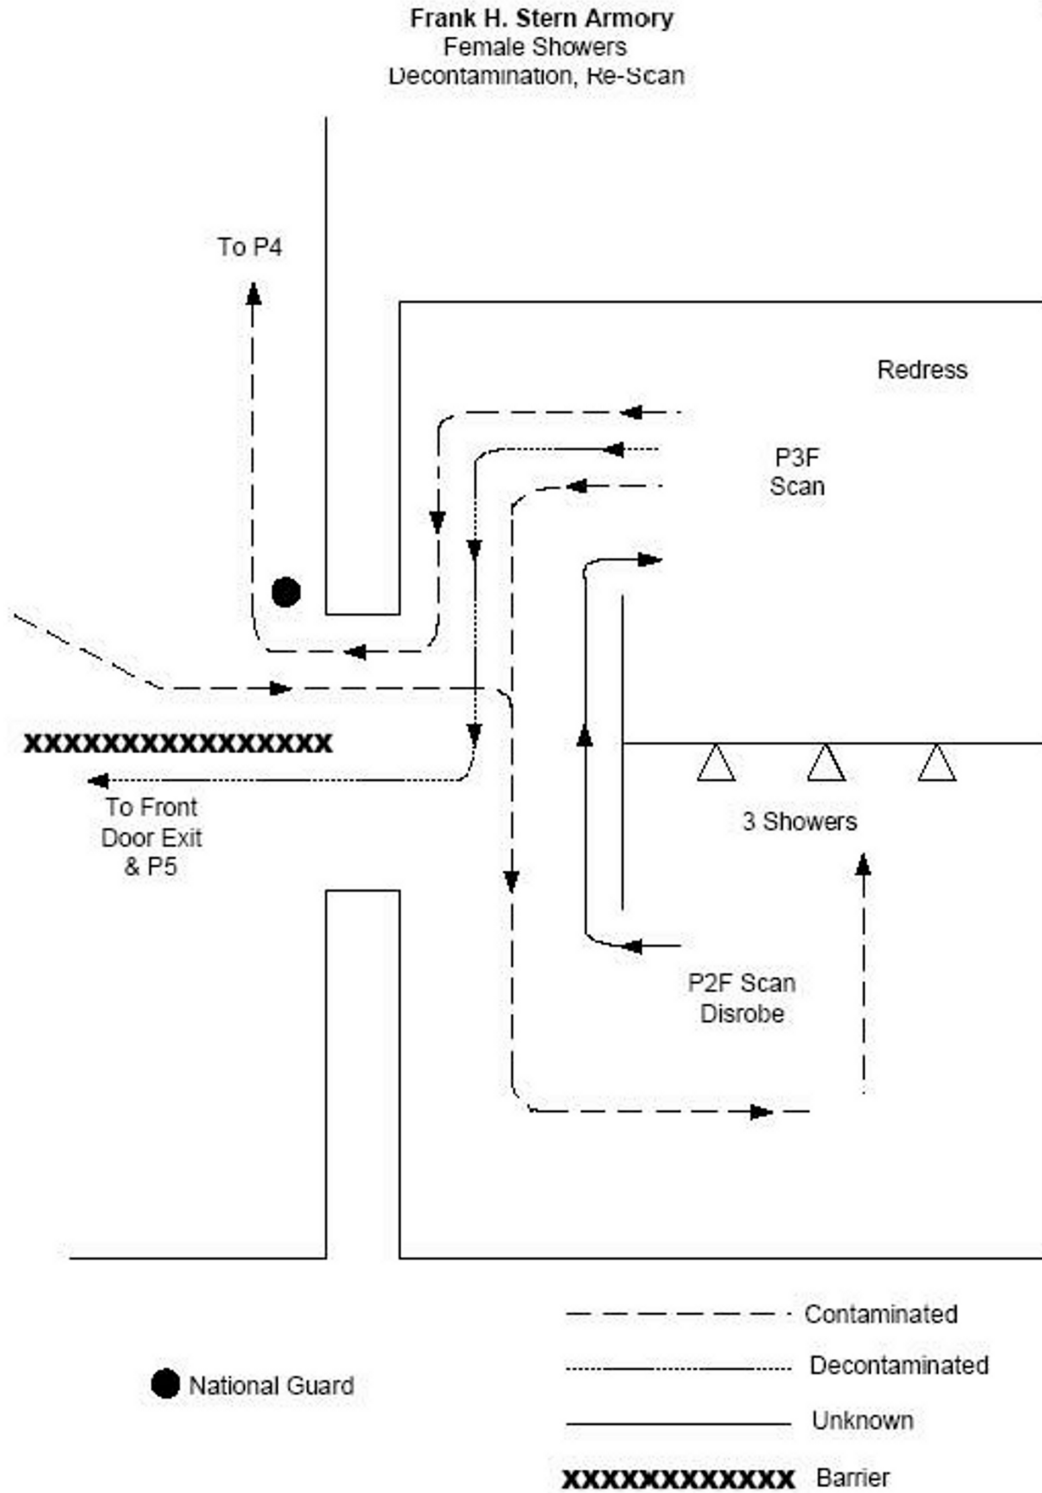 Frank H. Stern Armory
Female Showers
Decontamination, Re-Scan
To P4
Redress
P3F
Scan
XXXXXXXXXXXXXXXX
To Front
Door Exit
& P5
3 Showers
P2F Scan
Disrobe
Contaminated
Decontaminated
National Guard
Unknown
XXXXXXXXXXXX Barrier